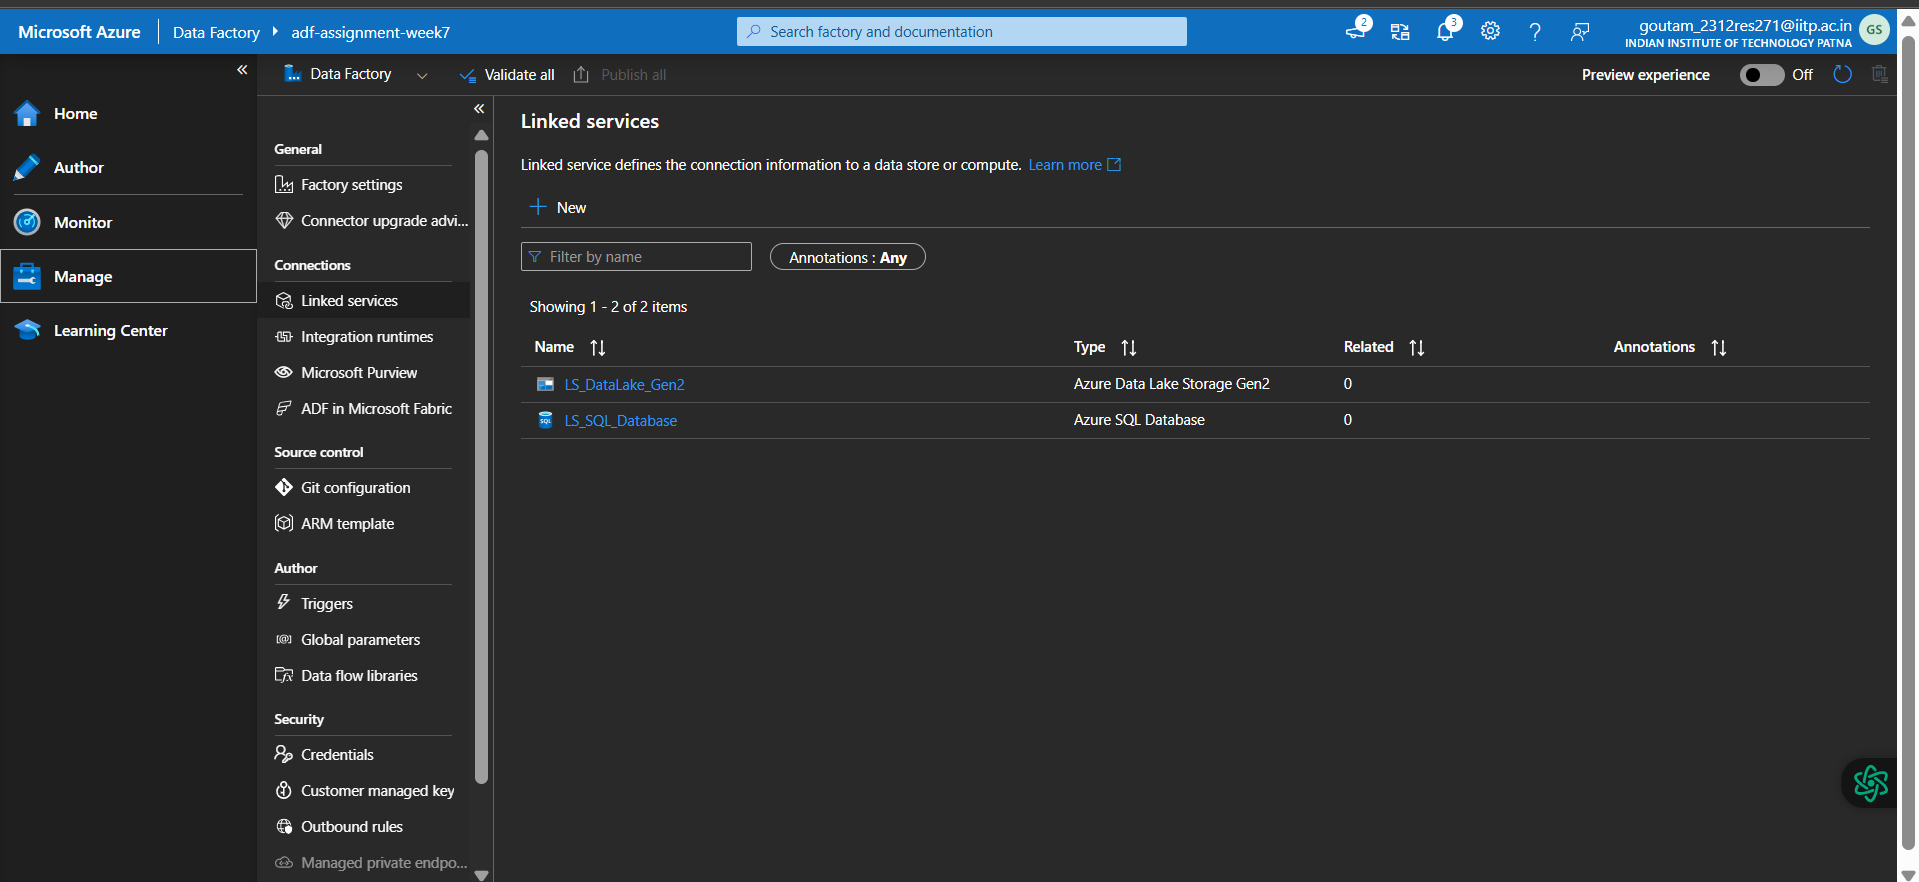 Microsoft Azure
Data Factory
adf-assignment-week7
Search factory and documentation
2
3
goutam_2312res271@iitp.ac.in
INDIAN INSTITUTE OF TECHNOLOGY PATNA
GS
Data Factory
Validate all
Publish all
Preview experience
Off
Home
Author
Monitor
Manage
Learning Center
General
Factory settings
Connector upgrade advi...
Connections
Linked services
Integration runtimes
Microsoft Purview
ADF in Microsoft Fabric
Source control
Git configuration
ARM template
Author
Triggers
Global parameters
Data flow libraries
Security
Credentials
Customer managed key
Outbound rules
Managed private endpo...
Linked services
Linked service defines the connection information to a data store or compute. Learn more
New
Filter by name
Annotations : Any
Showing 1 - 2 of 2 items
Name Type Related Annotations
LS_DataLake_Gen2 Azure Data Lake Storage Gen2 0
SQL LS_SQL_Database Azure SQL Database 0